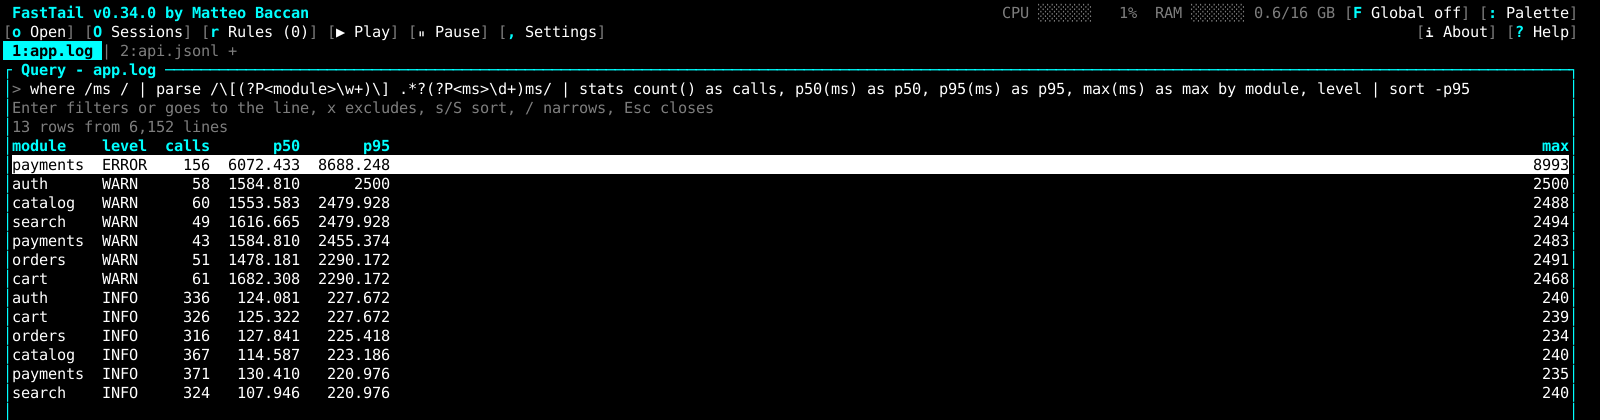 FastTail v0.34.0 by Matteo Baccan CPU 1% RAM 0.6/16 GB [F Global off] [: Palette]
[o Open] [O Sessions] [r Rules (0)] [▶ Play] [⏸ Pause] [, Settings] [i About] [? Help]
1:app.log | 2:api.jsonl +
Query - app.log
> where /ms / | parse /\[(?P<module>\w+)\] .*?(?P<ms>\d+)ms/ | stats count() as calls, p50(ms) as p50, p95(ms) as p95, max(ms) as max by module, level | sort -p95
Enter filters or goes to the line, x excludes, s/S sort, / narrows, Esc closes
13 rows from 6,152 lines
module level calls p50 p95 max
payments ERROR 156 6072.433 8688.248 8993
auth WARN 58 1584.810 2500 2500
catalog WARN 60 1553.583 2479.928 2488
search WARN 49 1616.665 2479.928 2494
payments WARN 43 1584.810 2455.374 2483
orders WARN 51 1478.181 2290.172 2491
cart WARN 61 1682.308 2290.172 2468
auth INFO 336 124.081 227.672 240
cart INFO 326 125.322 227.672 239
orders INFO 316 127.841 225.418 234
catalog INFO 367 114.587 223.186 240
payments INFO 371 130.410 220.976 235
search INFO 324 107.946 220.976 240